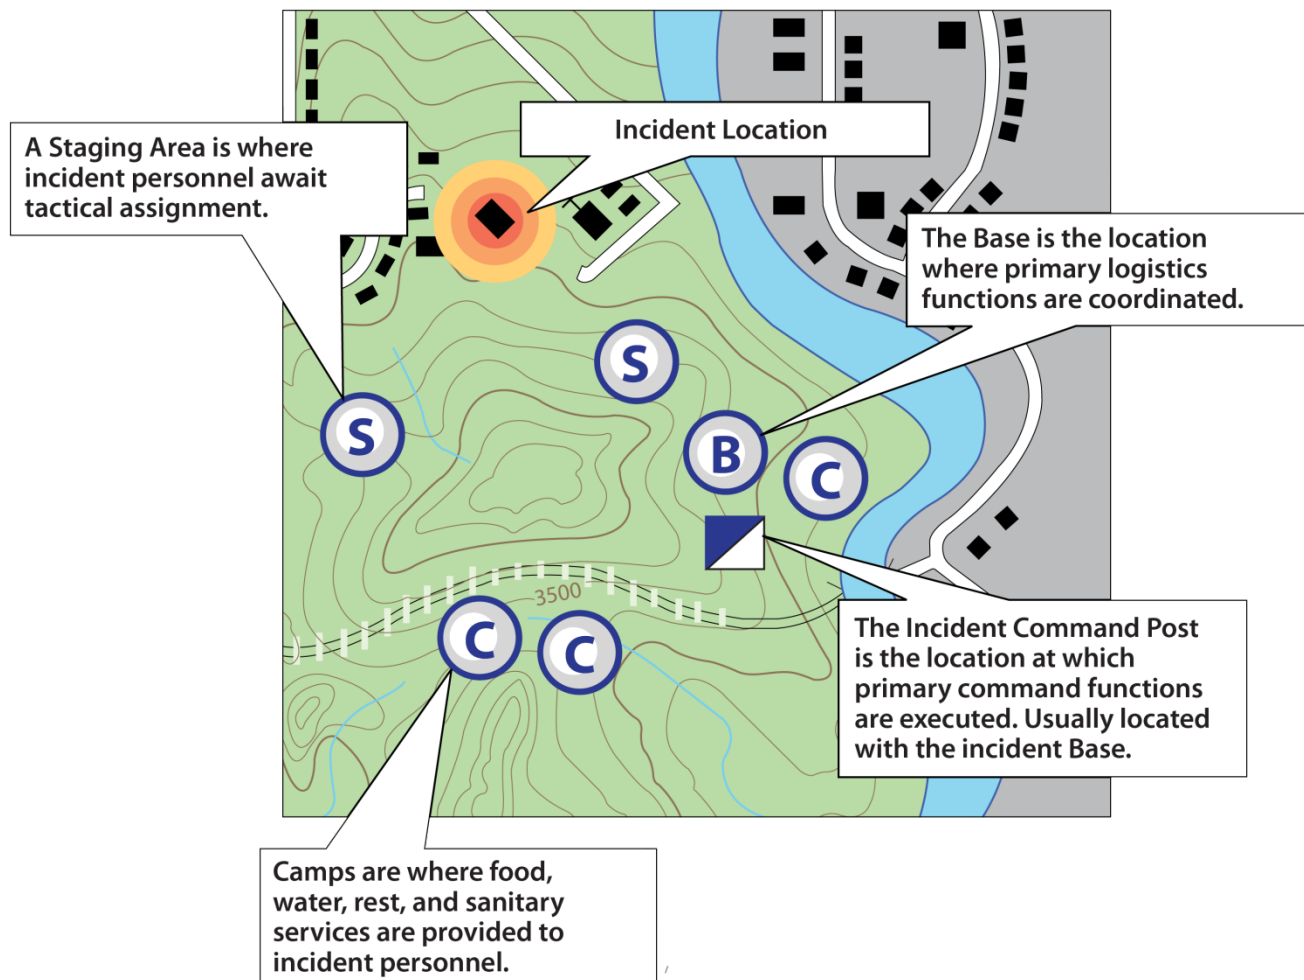 Incident Location
A Staging Area is where
incident personnel await
tactical assignment.
The Base is the location
where primary logistics
functions are coordinated.
S
S
B
C
3500
C
C
The Incident Command Post
is the location at which
primary command functions
are executed. Usually located
with the incident Base.
Camps are where food,
water, rest, and sanitary
services are provided to
incident personnel.